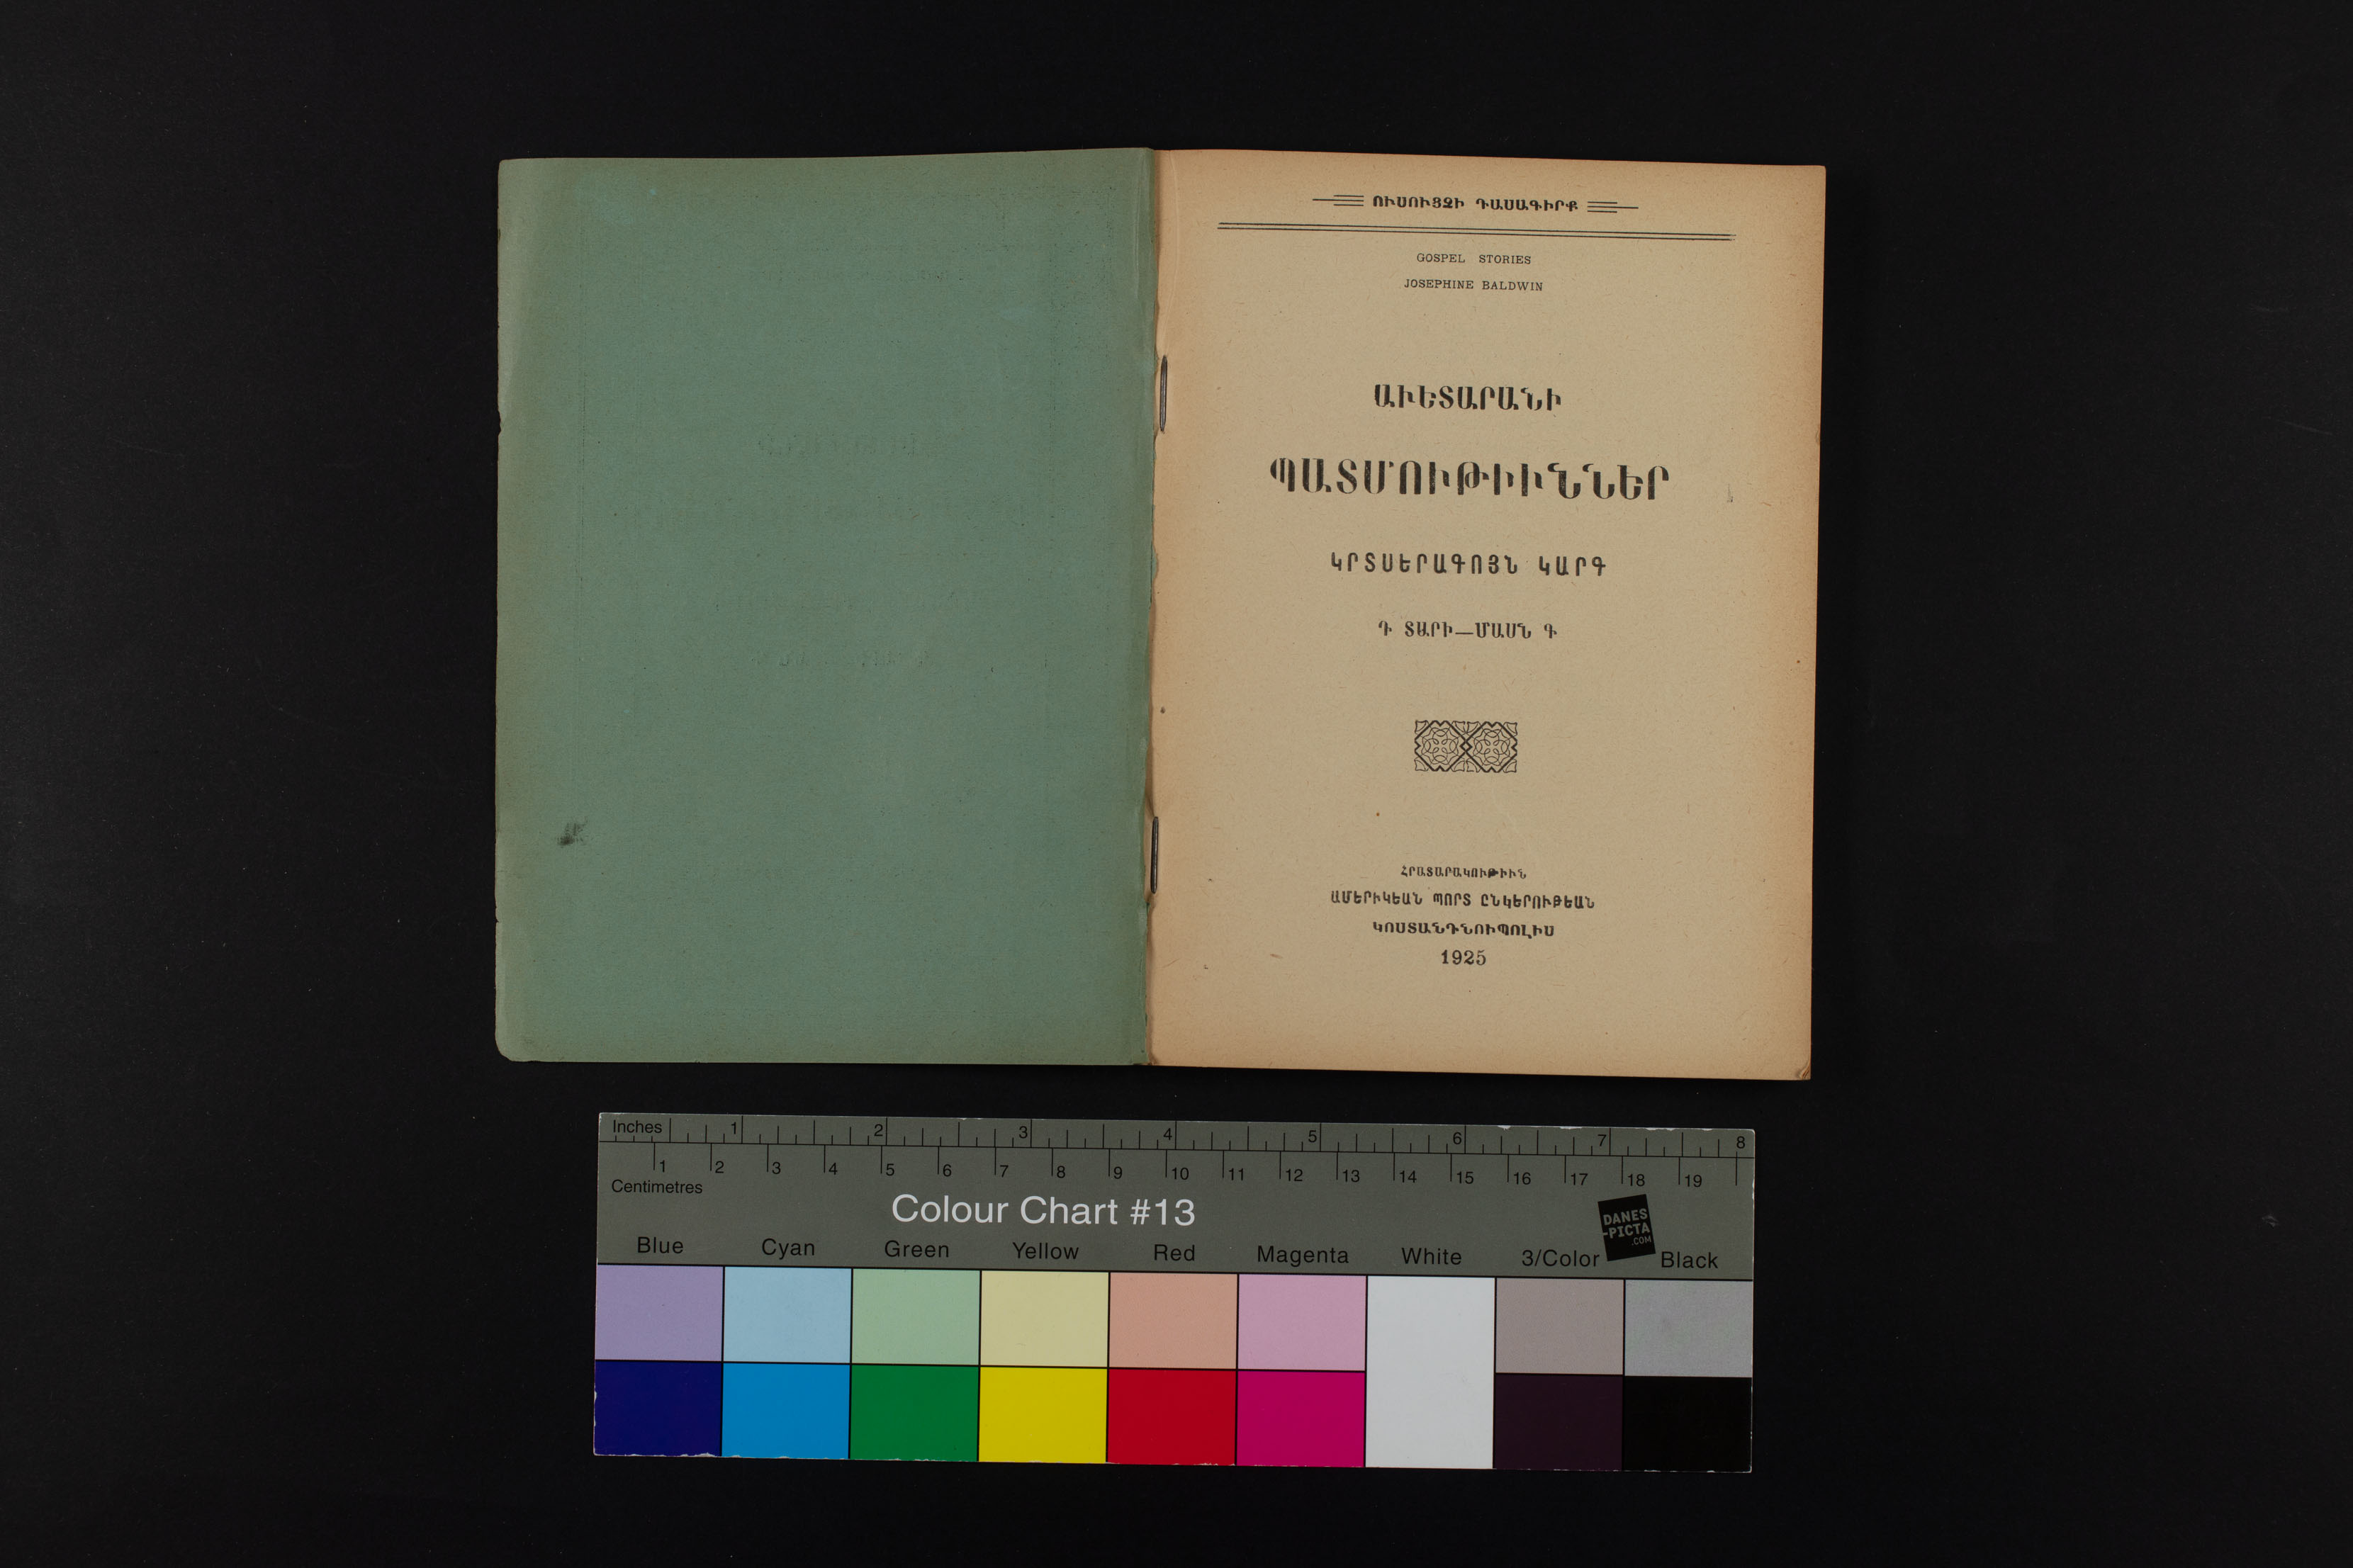 ՈՒՍՈՒՑՉԻ ԴԱՍԱԳԻՐՔ
GOSPEL STORIES
JOSEPHINE BALDWIN
ԱՒԵՏԱՐԱՆԻ
ՊԱՏՄՈՒԹԻՒՆՆԵՐ
ԿՐՏՍԵՐԱԳՈՅՆ ԿԱՐԳ
Դ ՏԱՐԻ—ՄԱՍՆ Գ
ՀՐԱՏԱՐԱԿՈՒԹԻՒՆ
ԱՄԵՐԻԿԵԱՆ ՊՈՐՏ ԸՆԿԵՐՈՒԹԵԱՆ
ԿՈՍՏԱՆԴՆՈՒՊՈԼԻՍ
1925
Inches 1 2 3 4 5 6 7 8
1 2 3 4 5 6 7 8 9 10 11 12 13 14 15 16 17 18 19
Centimetres
Colour Chart #13
DANES
-PICTA
.COM
Blue Cyan Green Yellow Red Magenta White 3/Color Black